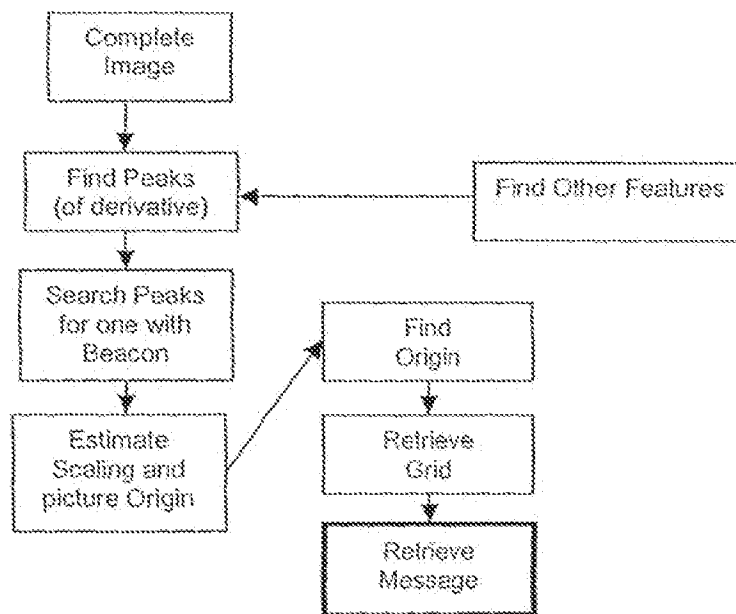 Complete
Image
Find Peaks
(of derivative)
Find Other Features
Search Peaks
for one with
Beacon
Find
Origin
Estimate
Scaling and
picture Origin
Retrieve
Grid
Retrieve
Message